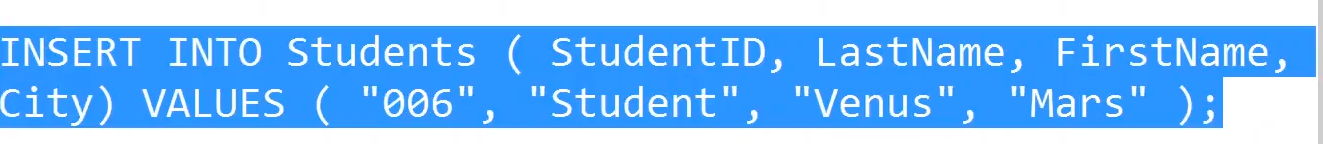 INSERT INTO Students ( StudentID, LastName, FirstName,
City) VALUES ( "006", "Student", "Venus", "Mars" );